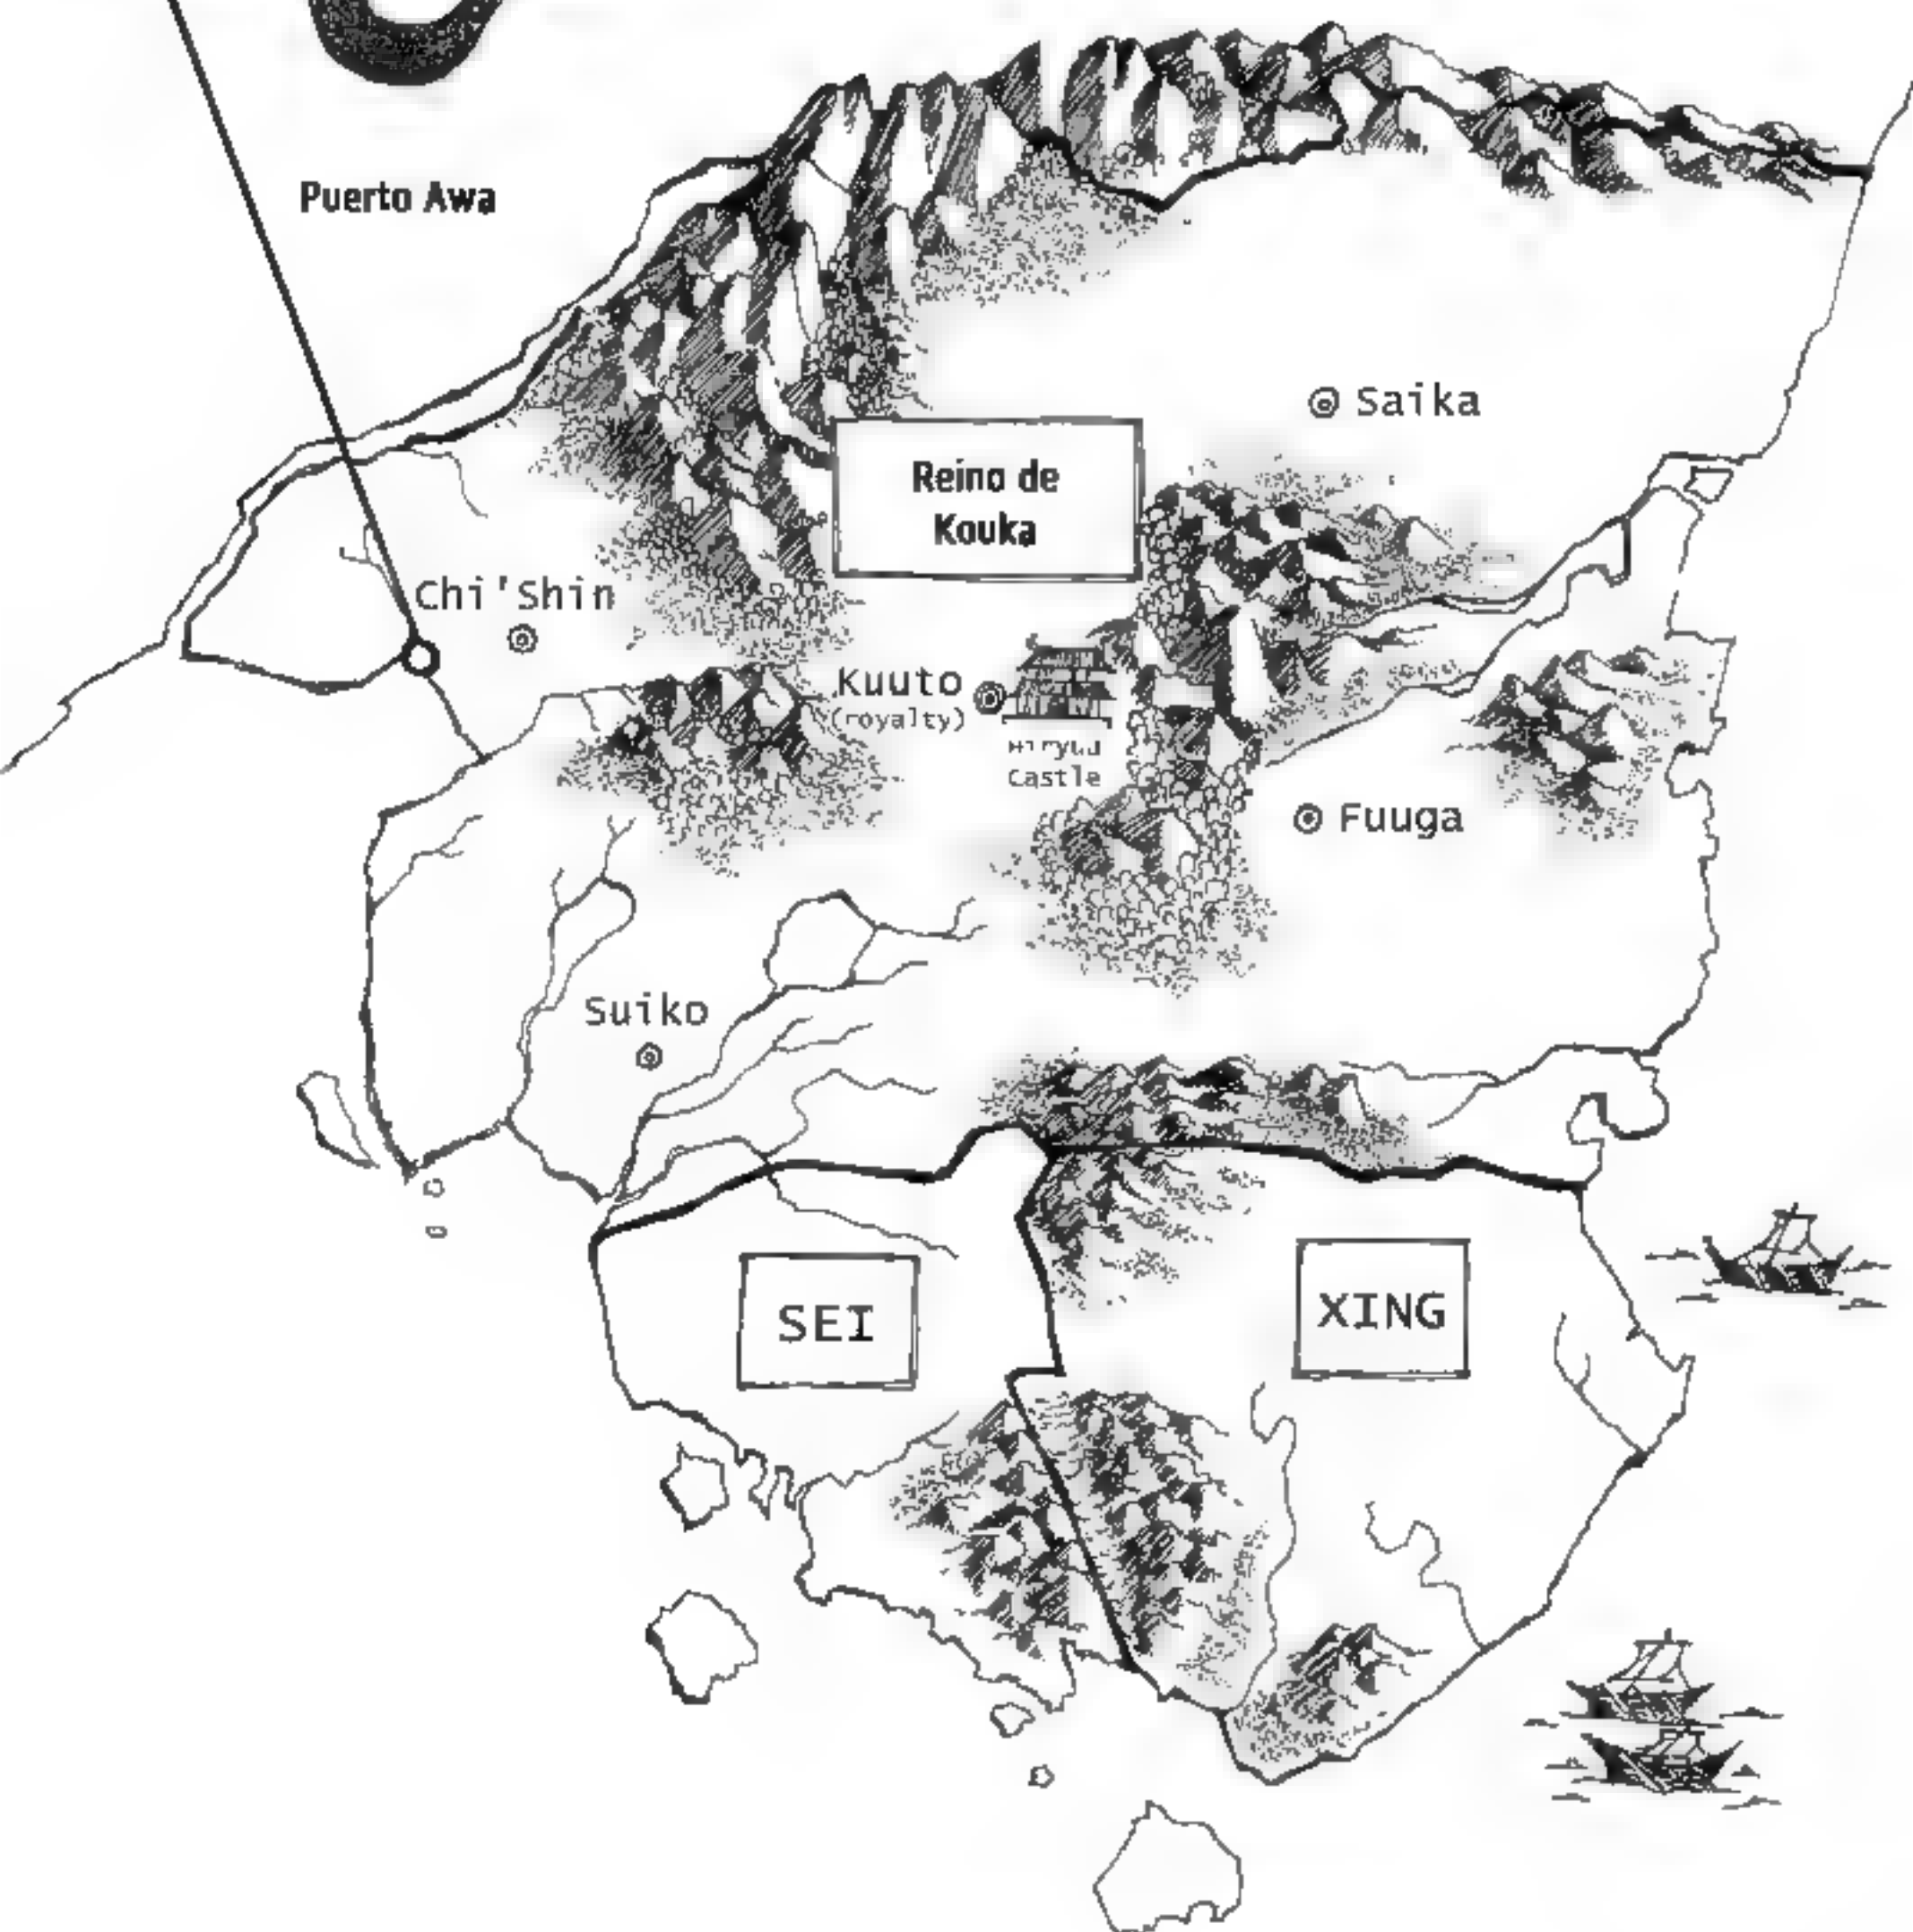 Puerto Awa
Saika
Reino de
Kouka
Chi'Shin
Kuuto
(royalty)
Castle
Fuuga
Suiko
SEI
XING